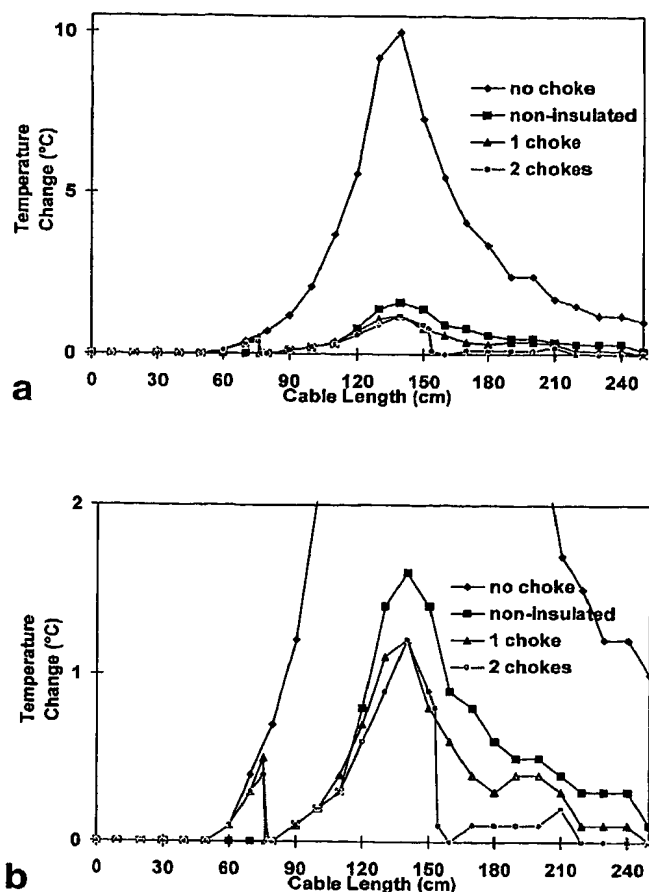 10
5
0
Temperature
Change (°C)
no choke
non-insulated
1 choke
2 chokes
0 30 60 90 120 150 180 210 240
Cable Length (cm)
a
2
1
0
Temperature
Change (°C)
no choke
non-insulated
1 choke
2 chokes
0 30 60 90 120 150 180 210 240
Cable Length (cm)
b